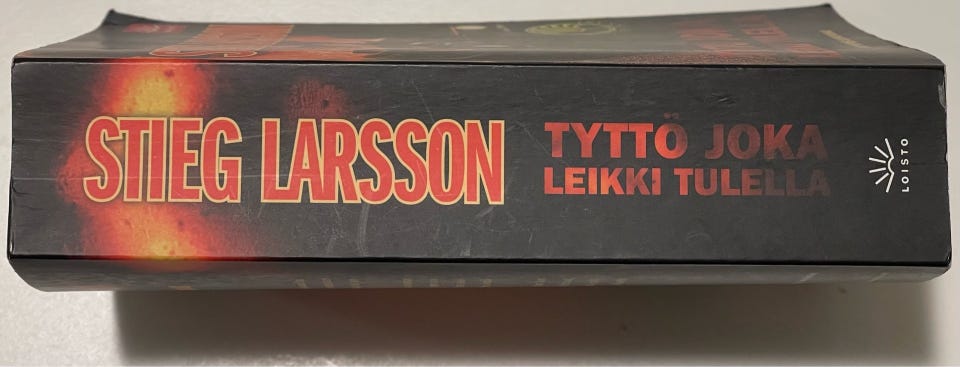 STIEG LARSSON
TYTTÖ JOKA
LEIKKI TULELLA
LOISTO